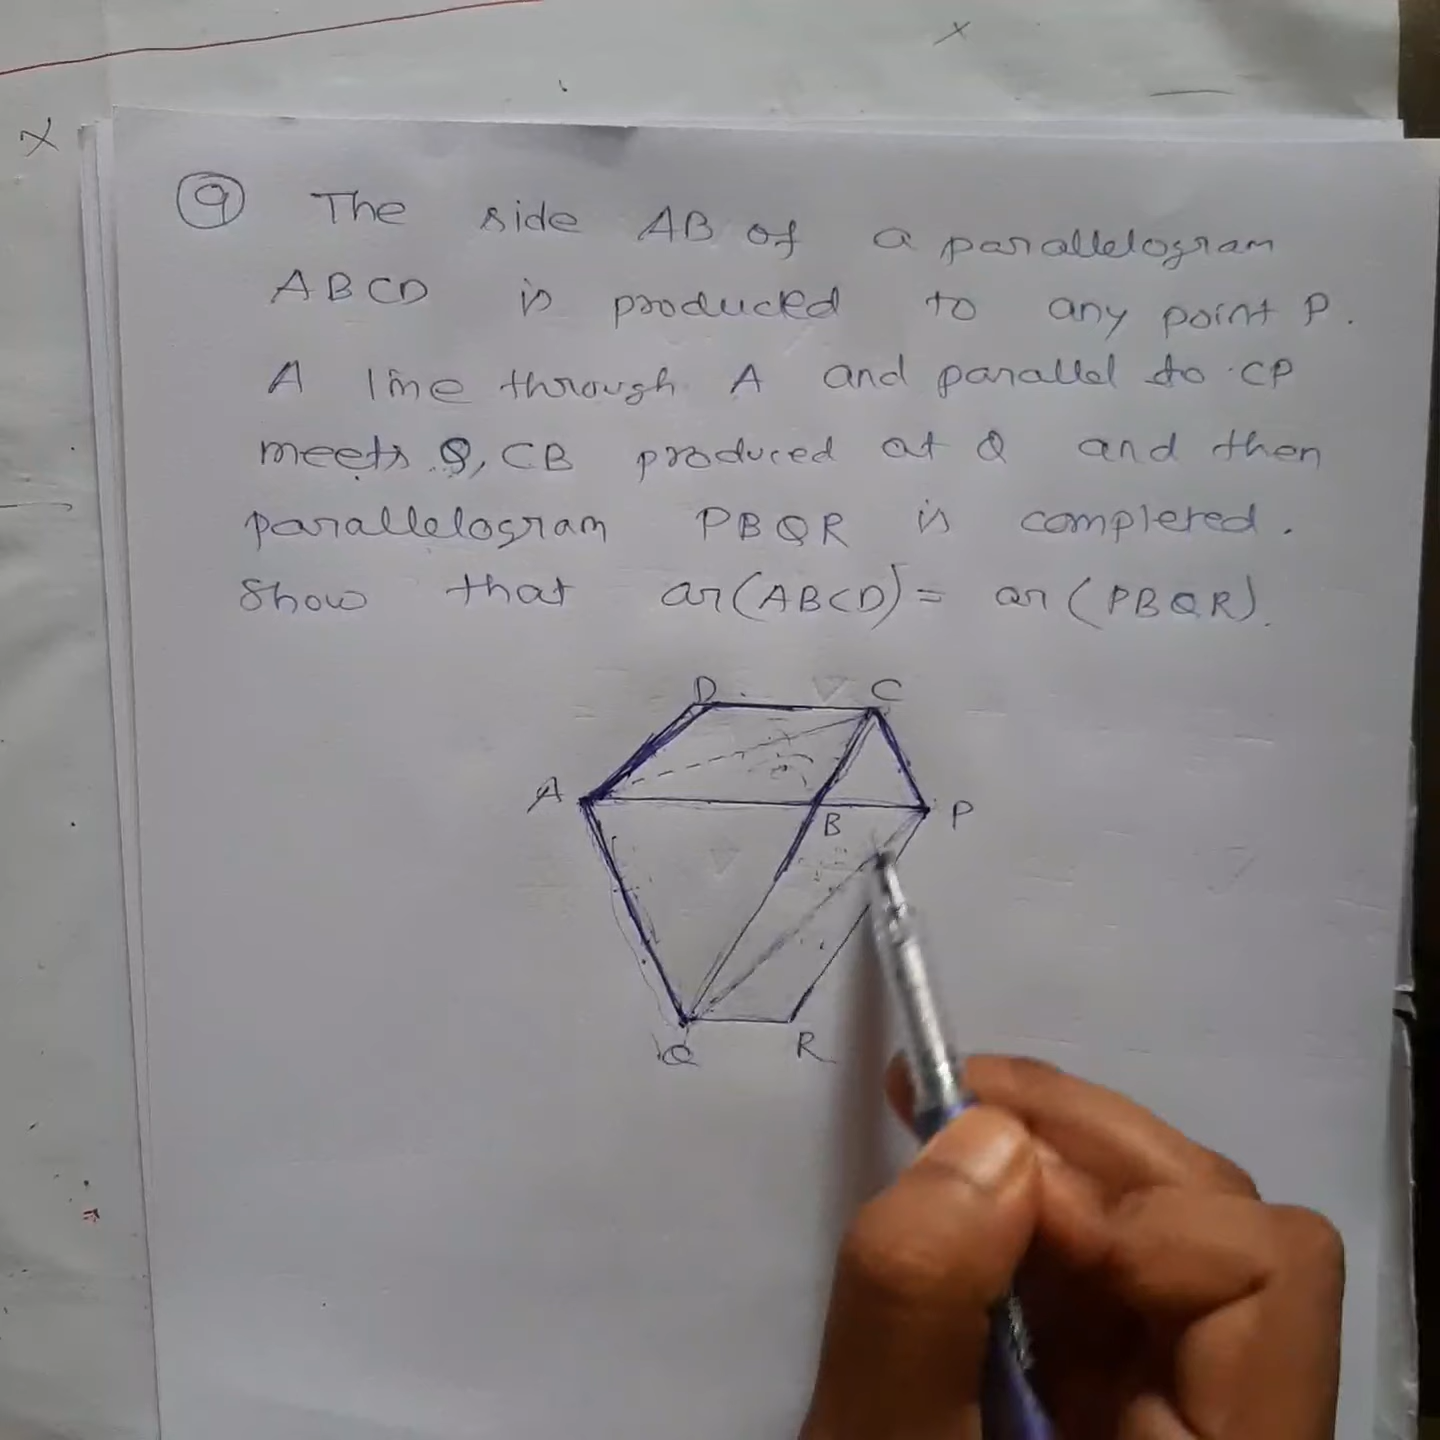 9 The side AB of a parallelogram
ABCD is produced to any point P.
A line through A and parallel to CP
meets Q, CB produced at Q and then
parallelogram PBQR is completed.
Show that ar(ABCD) = ar(PBQR).
D C
A B P
Q R